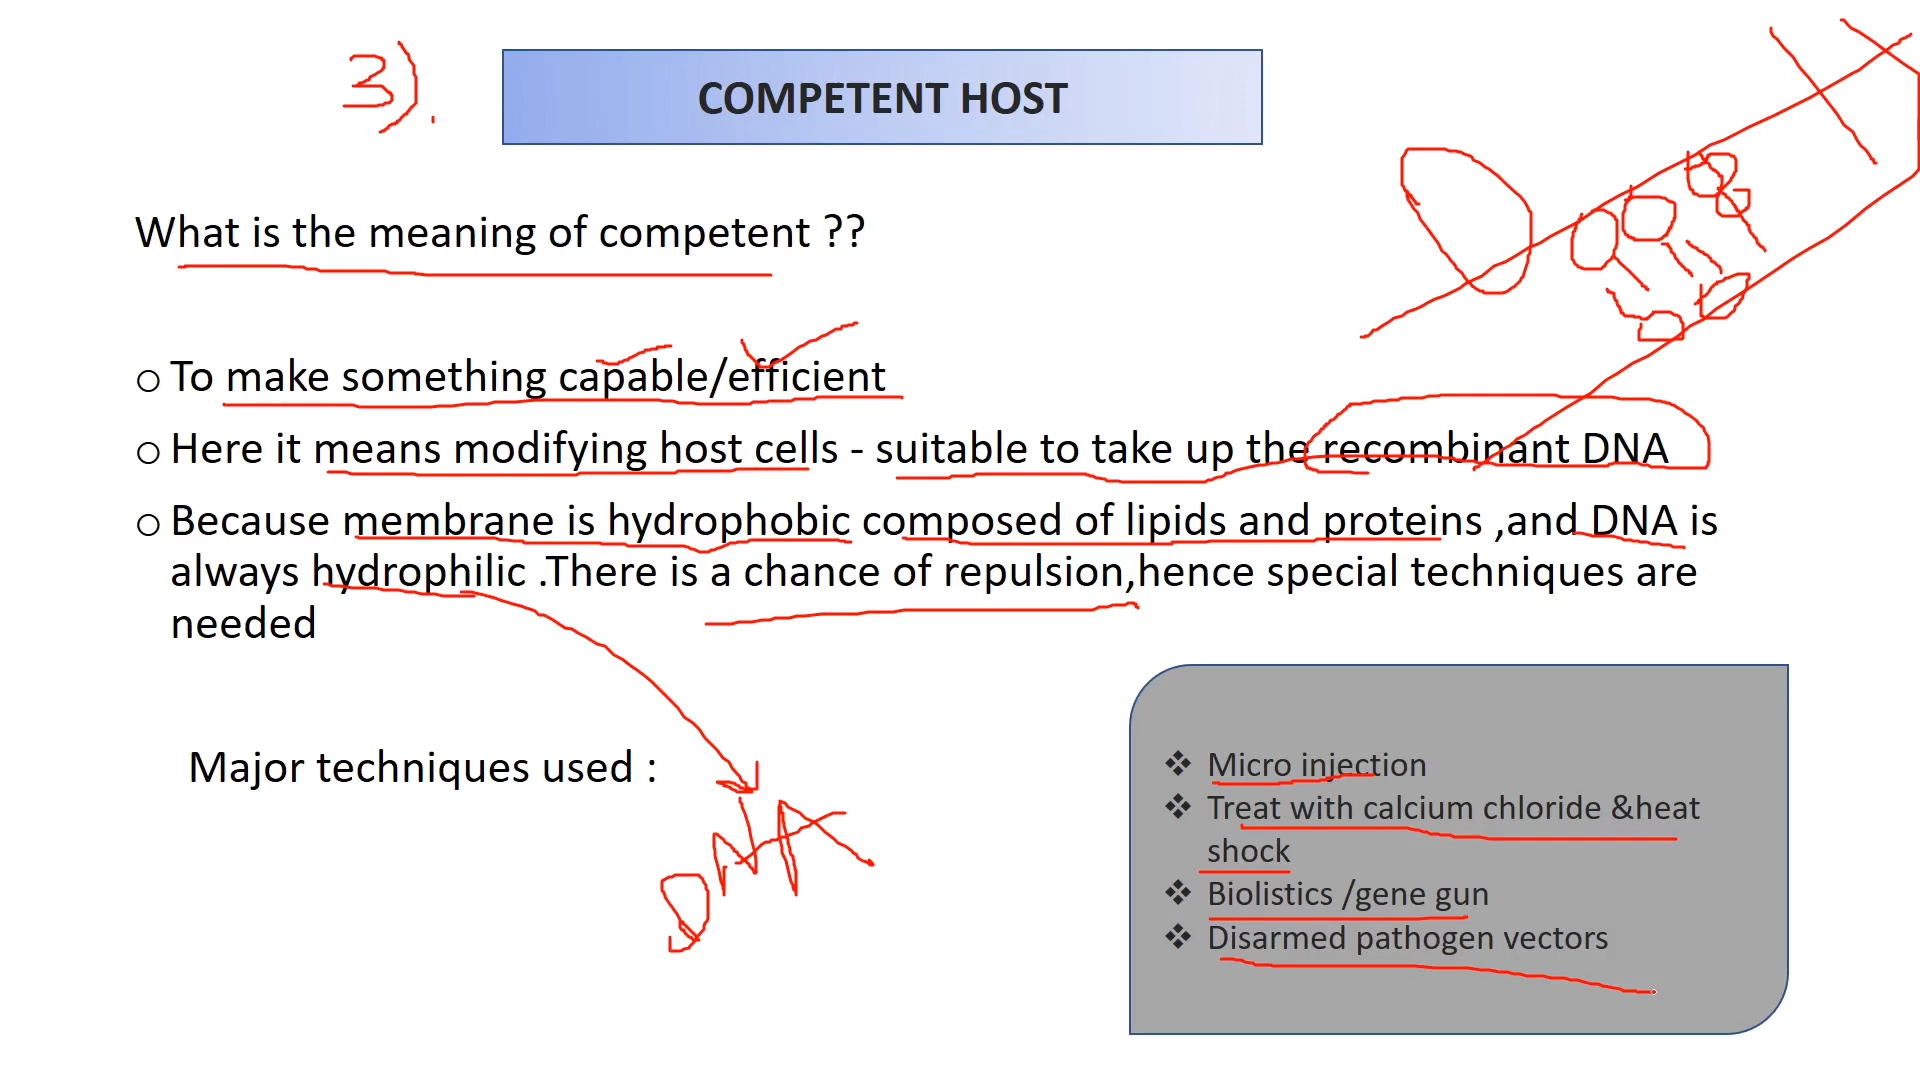 3).
COMPETENT HOST
What is the meaning of competent ??
To make something capable/efficient
Here it means modifying host cells - suitable to take up the recombinant DNA
Because membrane is hydrophobic composed of lipids and proteins ,and DNA is
always hydrophilic .There is a chance of repulsion,hence special techniques are
needed
Major techniques used :
DNA
Micro injection
Treat with calcium chloride &heat
shock
Biolistics /gene gun
Disarmed pathogen vectors